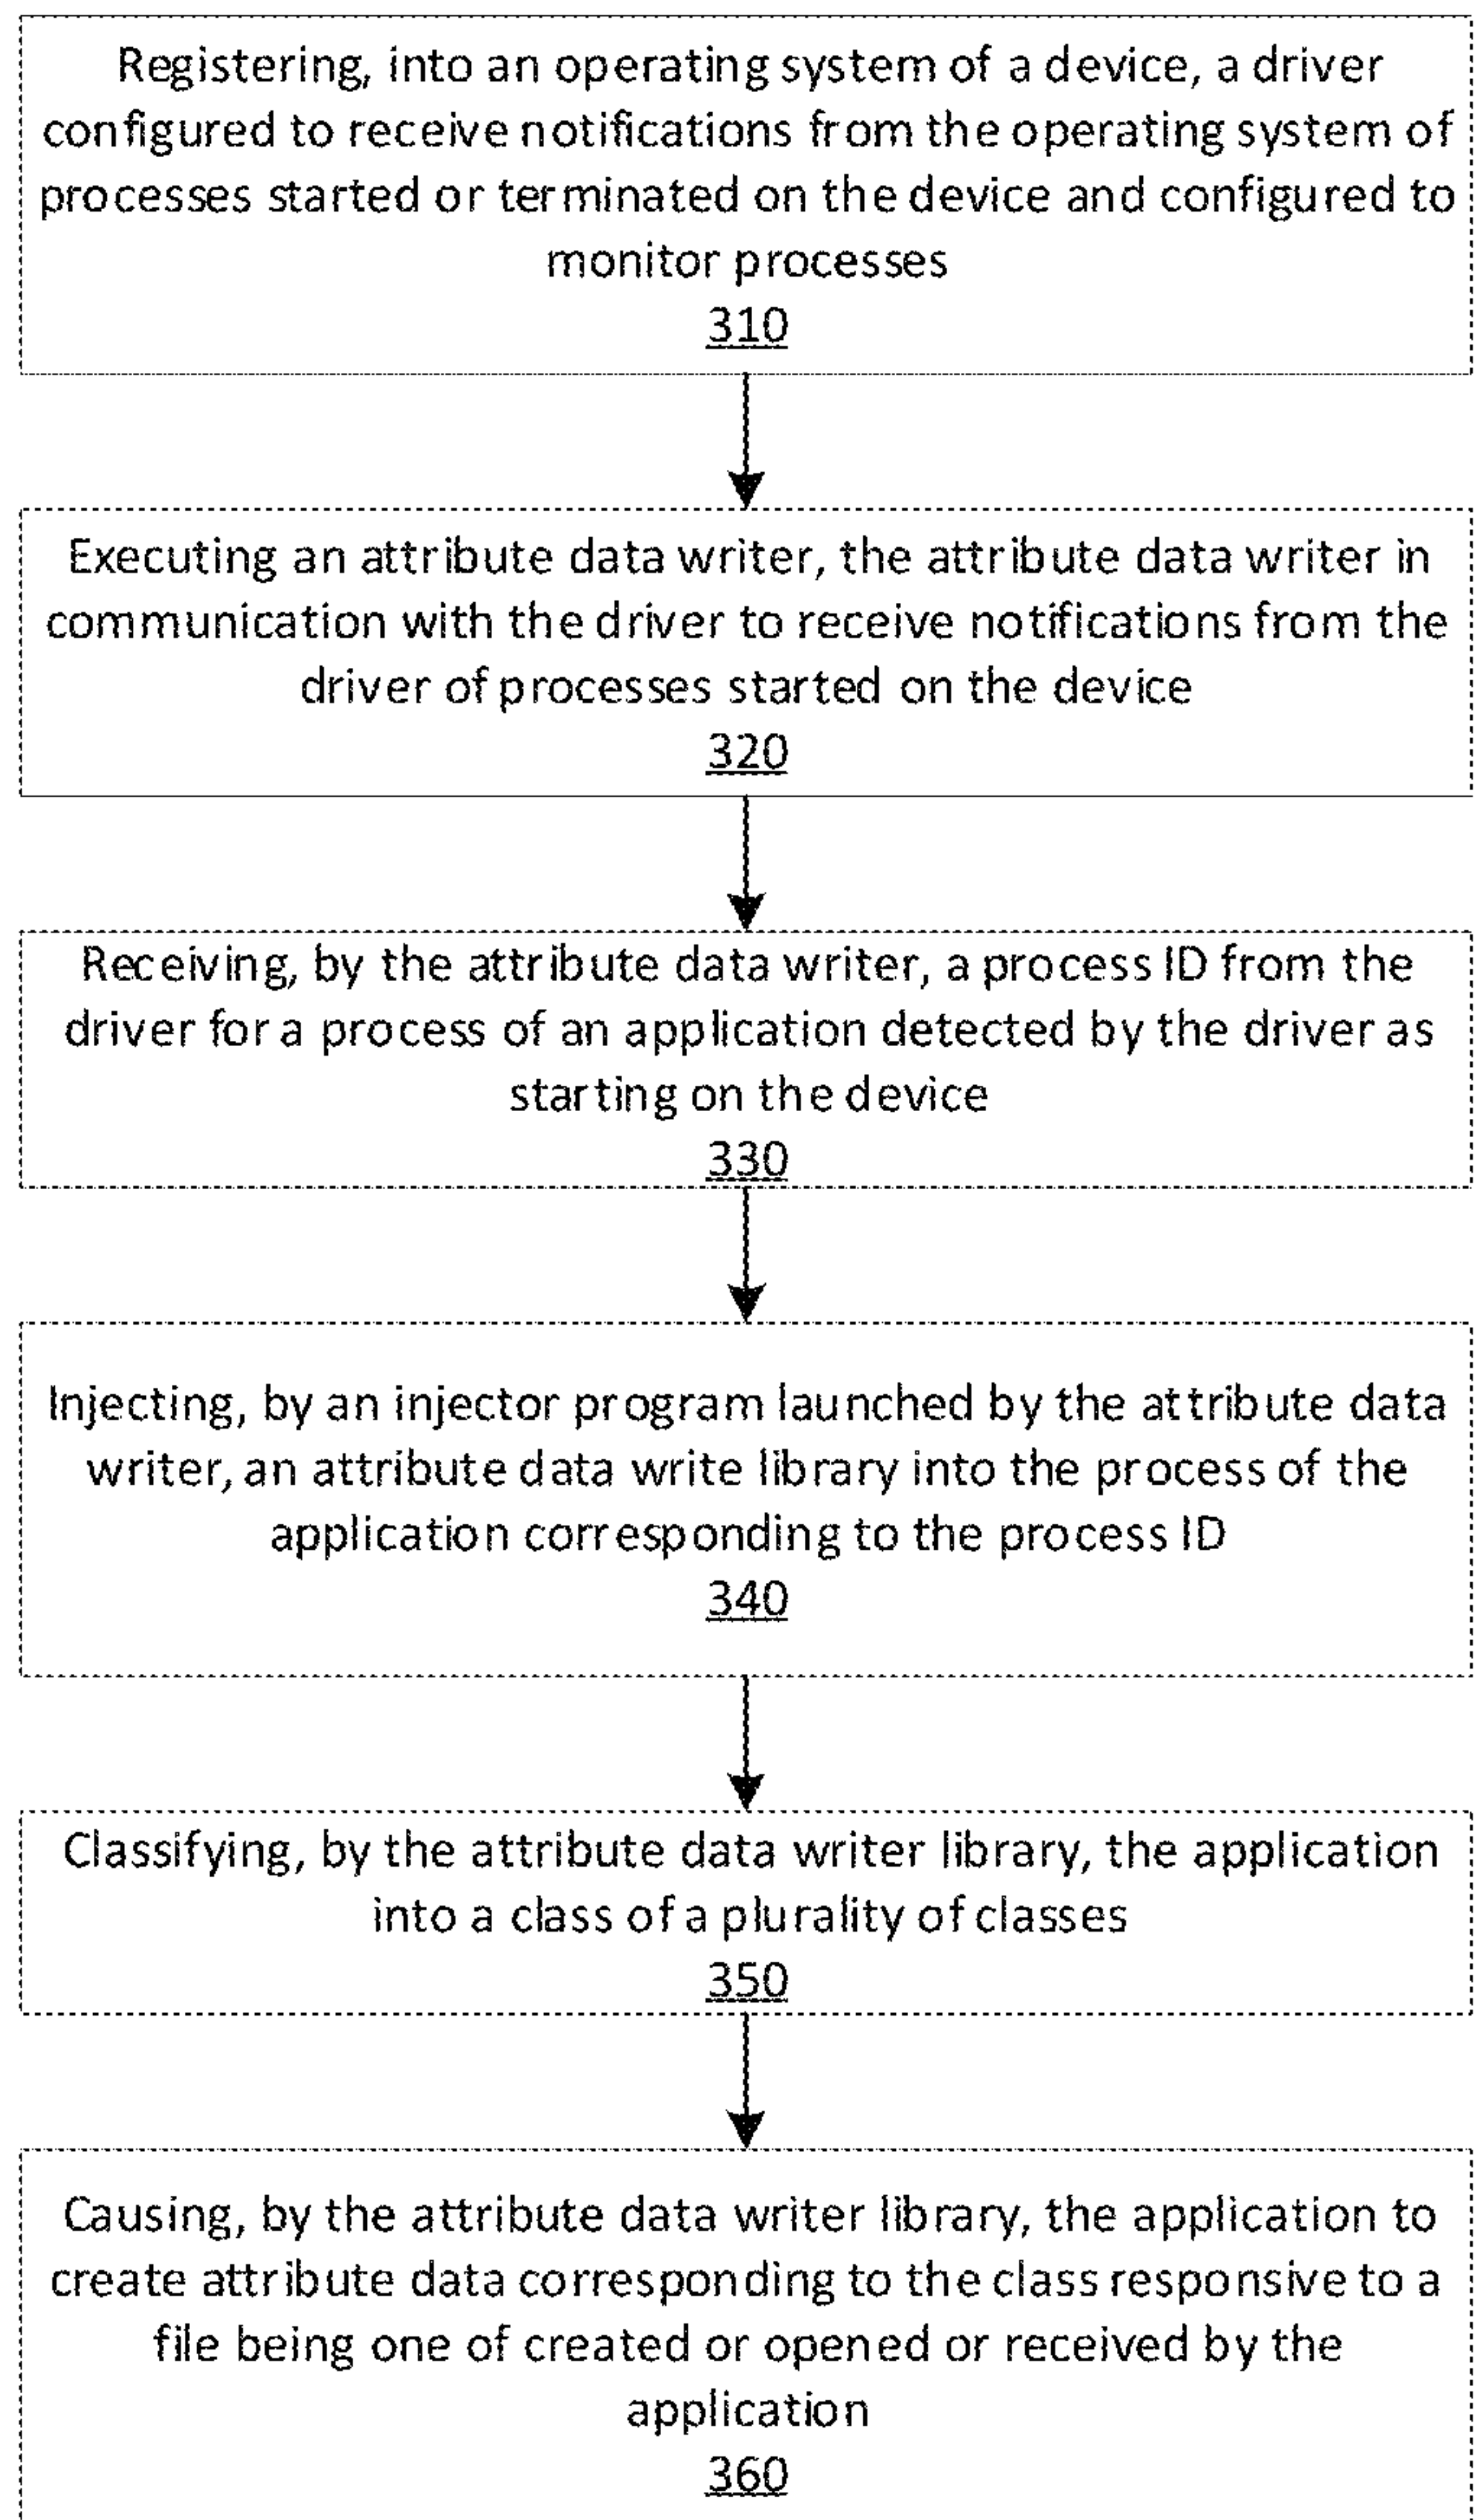 Registering, into an operating system of a device, a driver
configured to receive notifications from the operating system of
processes started or terminated on the device and configured to
monitor processes
310
Executing an attribute data writer, the attribute data writer in
communication with the driver to receive notifications from the
driver of processes started on the device
320
Receiving, by the attribute data writer, a process ID from the
driver for a process of an application detected by the driver as
starting on the device
330
Injecting, by an injector program launched by the attribute data
writer, an attribute data write library into the process of the
application corresponding to the process ID
340
Classifying, by the attribute data writer library, the application
into a class of a plurality of classes
350
Causing, by the attribute data writer library, the application to
create attribute data corresponding to the class responsive to a
file being one of created or opened or received by the
application
360